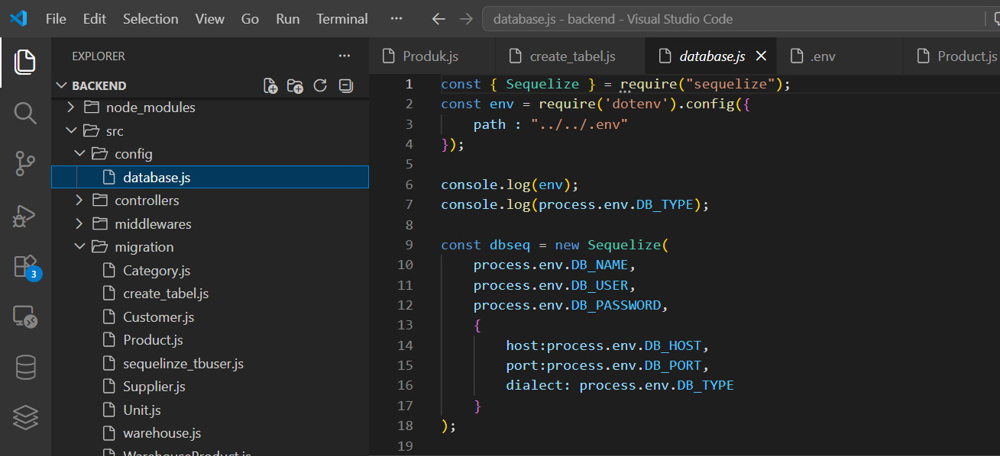 File Edit Selection View Go Run Terminal ··· database.js - backend - Visual Studio Code
EXPLORER ···
BACKEND
node_modules
src
config
database.js
controllers
middlewares
migration
Category.js
create_tabel.js
Customer.js
Product.js
sequelinze_tbuser.js
Supplier.js
Unit.js
warehouse.js
WarehouseProduct.js
3
Produk.js create_tabel.js database.js .env Product.js
1 const { Sequelize } = require("sequelize");
2 const env = require('dotenv').config({
3 path : "../../.env"
4 });
5
6 console.log(env);
7 console.log(process.env.DB_TYPE);
8
9 const dbseq = new Sequelize(
10 process.env.DB_NAME,
11 process.env.DB_USER,
12 process.env.DB_PASSWORD,
13 {
14 host:process.env.DB_HOST,
15 port:process.env.DB_PORT,
16 dialect: process.env.DB_TYPE
17 }
18 );
19